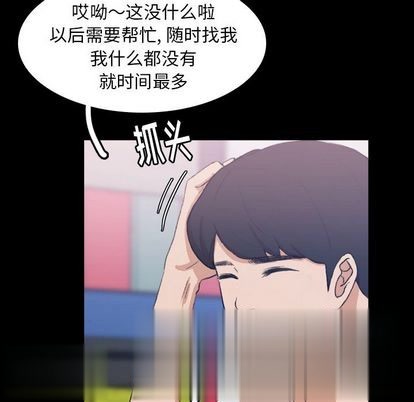 哎呦～这没什么啦
以后需要帮忙, 随时找我
我什么都没有
就时间最多
抓头